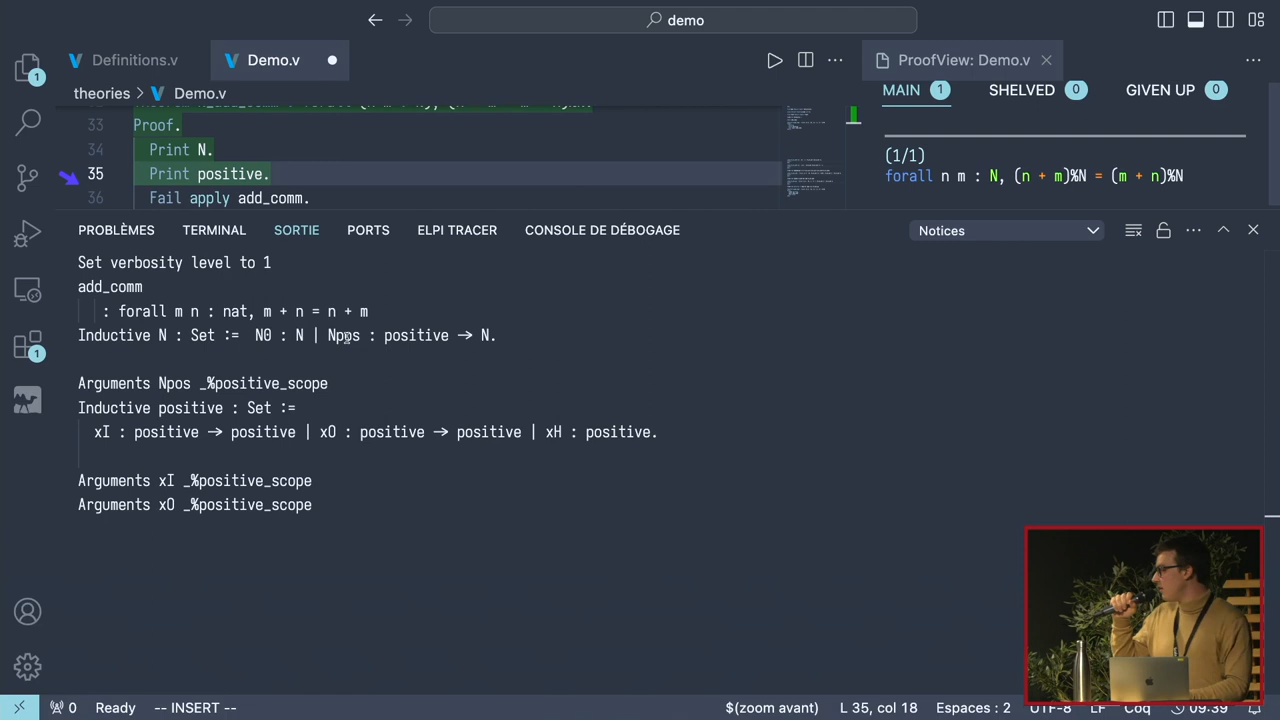 demo
Definitions.v
Demo.v
ProofView: Demo.v
theories > Demo.v
MAIN 1 SHELVED 0 GIVEN UP 0
33 Proof.
34 Print N.
35 Print positive.
36 Fail apply add_comm.
(1/1)
forall n m : N, (n + m)%N = (m + n)%N
PROBLÈMES TERMINAL SORTIE PORTS ELPI TRACER CONSOLE DE DÉBOGAGE
Notices
Set verbosity level to 1
add_comm
: forall m n : nat, m + n = n + m
Inductive N : Set := N0 : N | Npos : positive → N.
Arguments Npos _%positive_scope
Inductive positive : Set :=
xI : positive → positive | xO : positive → positive | xH : positive.
Arguments xI _%positive_scope
Arguments xO _%positive_scope
1
1
0 Ready -- INSERT -- $(zoom avant) L 35, col 18 Espaces : 2 UTF-8 LF Coq 09:39